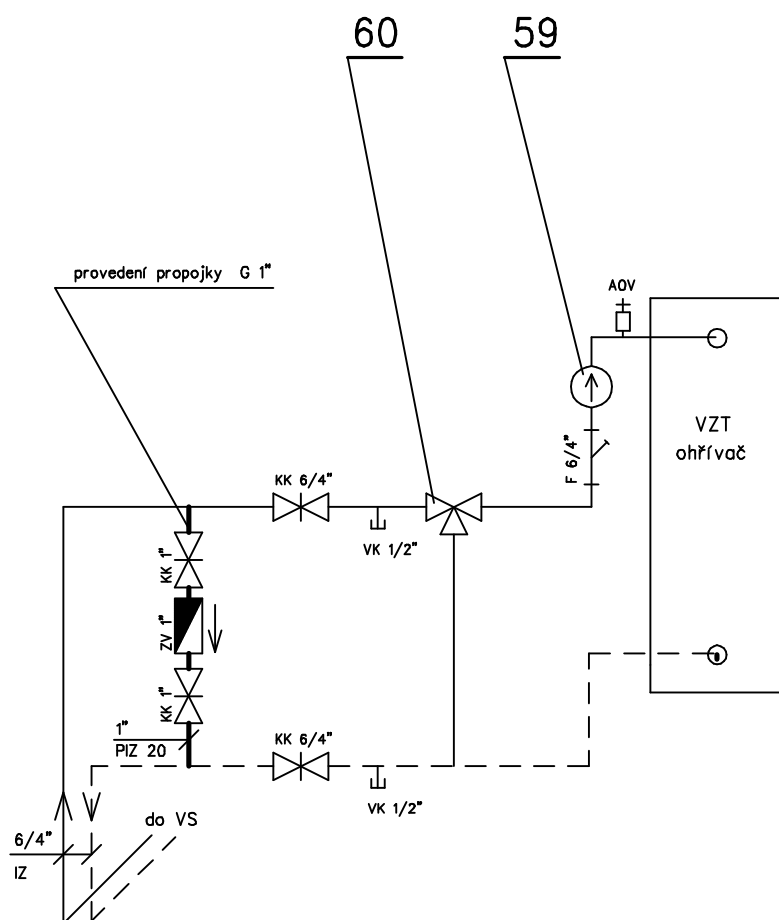 60
59
provedení propojky G 1"
AOV
VZT
ohřívač
F 6/4"
KK 6/4"
VK 1/2"
KK 1"
ZV 1"
KK 1"
1"
PIZ 20
KK 6/4"
VK 1/2"
do VS
6/4"
IZ